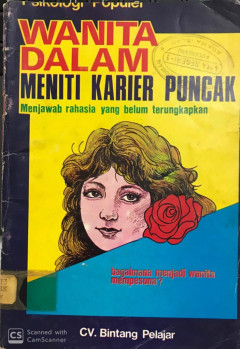 Psikologi Populer
WANITA
DALAM
MENITI KARIER PUNCAK
Menjawab rahasia yang belum terungkapkan
bagaimana menjadi wanita
mempesona?
CV. Bintang Pelajar
CS Scanned with
CamScanner